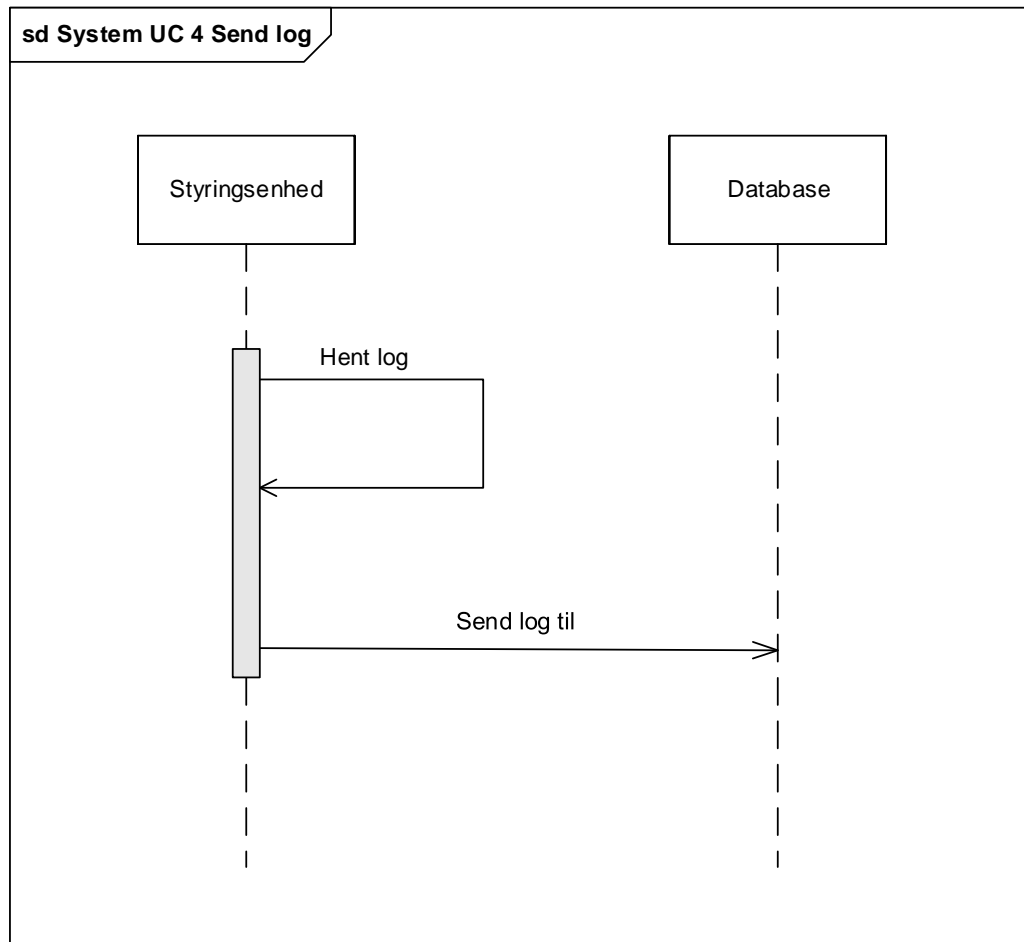 sd System UC 4 Send log
Styringsenhed
Database
Hent log
Send log til